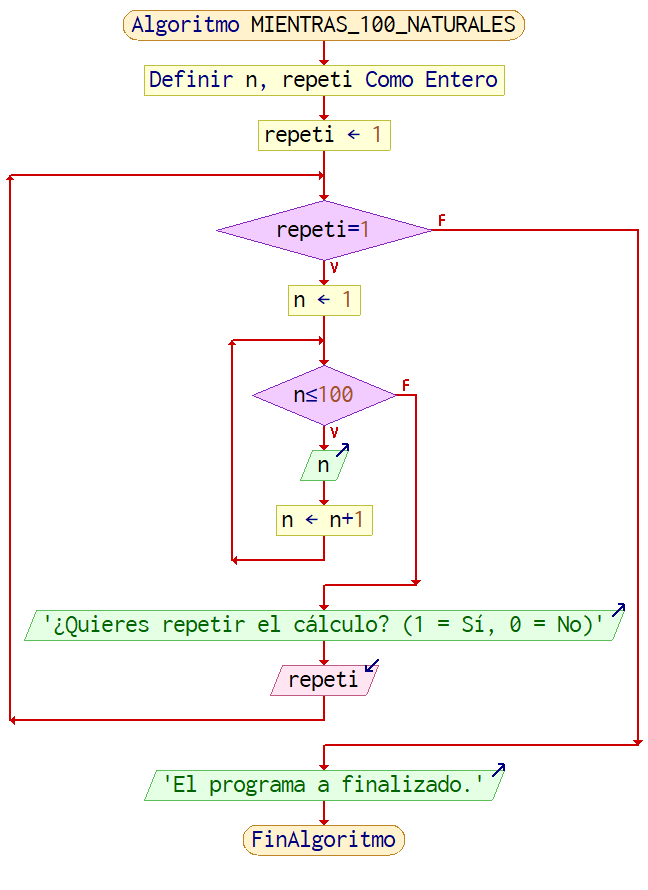 Algoritmo MIENTRAS_100_NATURALES
Definir n, repeti Como Entero
repeti ← 1
repeti=1
F
V
n ← 1
n≤100
F
V
n
n ← n+1
'¿Quieres repetir el cálculo? (1 = Sí, 0 = No)'
repeti
'El programa a finalizado.'
FinAlgoritmo